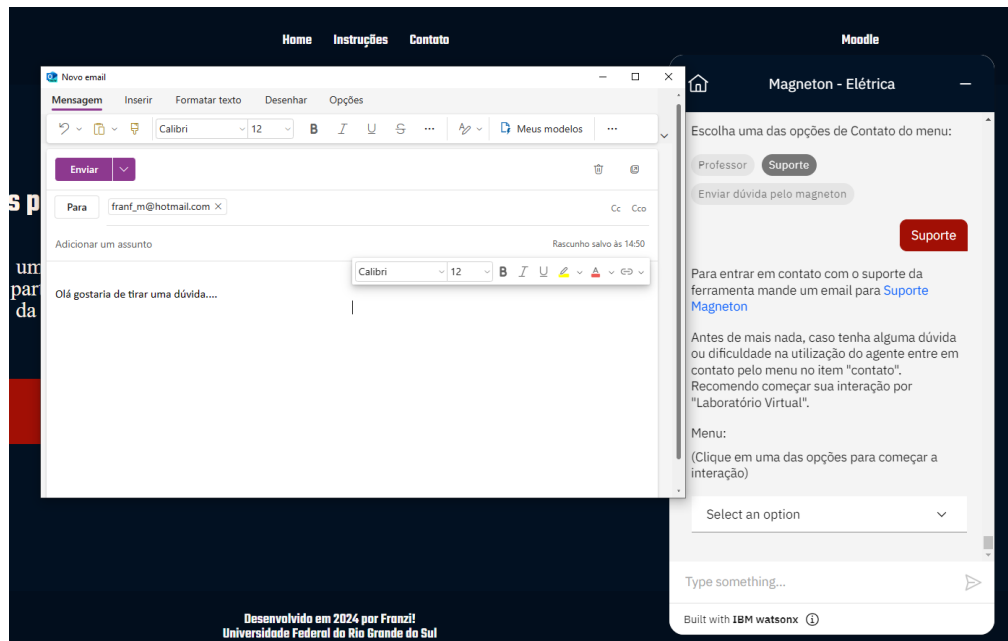 Home Instruções Contato Moodle
Novo email
Mensagem Inserir Formatar texto Desenhar Opções
Calibri 12 B I U S Meus modelos
Enviar
Para franf_m@hotmail.com Cc Cco
Adicionar um assunto Rascunho salvo às 14:50
Calibri 12 B I U A
Olá gostaria de tirar uma dúvida....
s p
um
par
da
Magneton - Elétrica
Escolha uma das opções de Contato do menu:
Professor Suporte
Enviar dúvida pelo magneton
Suporte
Para entrar em contato com o suporte da
ferramenta mande um email para Suporte
Magneton
Antes de mais nada, caso tenha alguma dúvida
ou dificuldade na utilização do agente entre em
contato pelo menu no item "contato".
Recomendo começar sua interação por
"Laboratório Virtual".
Menu:
(Clique em uma das opções para começar a
interação)
Select an option
Type something...
Built with IBM watsonx
Desenvolvido em 2024 por Franzi!
Universidade Federal do Rio Grande do Sul